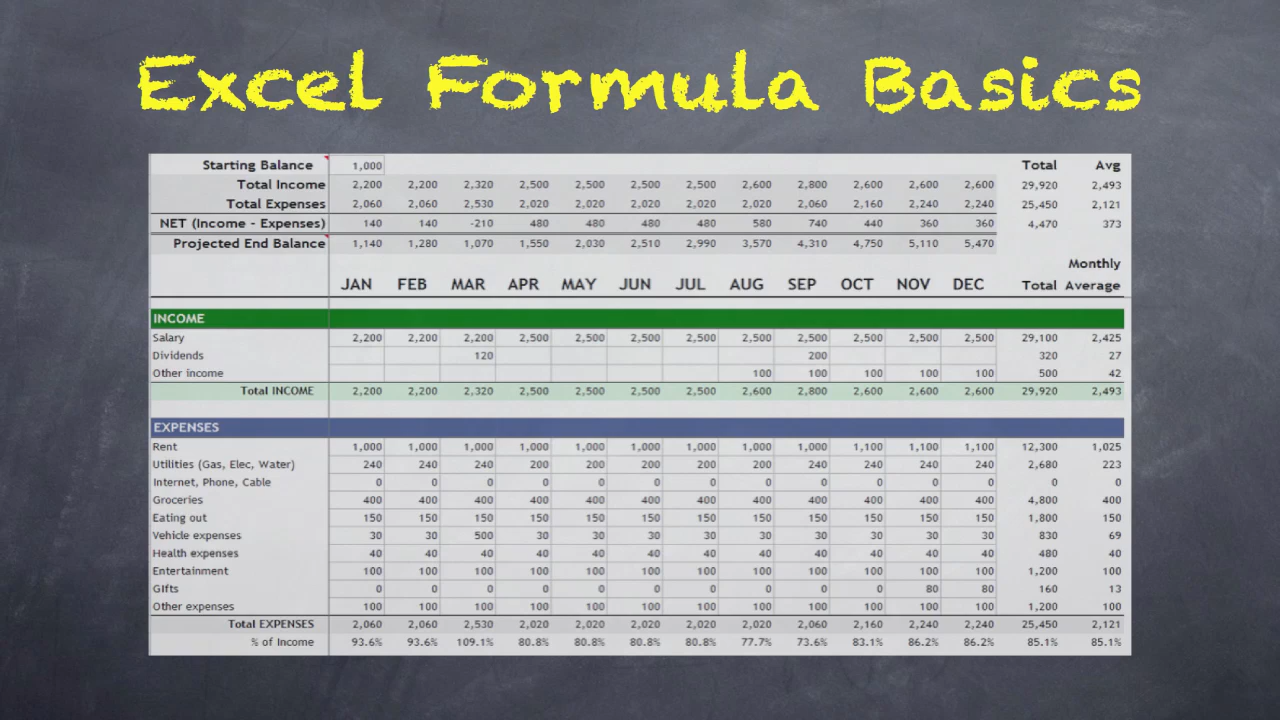 Excel Formula Basics
Starting Balance 1,000 Total Avg
Total Income 2,200 2,200 2,320 2,500 2,500 2,500 2,500 2,600 2,800 2,600 2,600 2,600 29,920 2,493
Total Expenses 2,060 2,060 2,530 2,020 2,020 2,020 2,020 2,020 2,060 2,160 2,240 2,240 25,450 2,121
NET (Income - Expenses) 140 140 -210 480 480 480 480 580 740 440 360 360 4,470 373
Projected End Balance 1,140 1,280 1,070 1,550 2,030 2,510 2,990 3,570 4,310 4,750 5,110 5,470
Monthly
JAN FEB MAR APR MAY JUN JUL AUG SEP OCT NOV DEC Total Average
INCOME
Salary 2,200 2,200 2,200 2,500 2,500 2,500 2,500 2,500 2,500 2,500 2,500 2,500 29,100 2,425
Dividends 120 200 320 27
Other income 100 100 100 100 100 500 42
Total INCOME 2,200 2,200 2,320 2,500 2,500 2,500 2,500 2,600 2,800 2,600 2,600 2,600 29,920 2,493
EXPENSES
Rent 1,000 1,000 1,000 1,000 1,000 1,000 1,000 1,000 1,000 1,100 1,100 1,100 12,300 1,025
Utilities (Gas, Elec, Water) 240 240 240 200 200 200 200 200 240 240 240 240 2,680 223
Internet, Phone, Cable 0 0 0 0 0 0 0 0 0 0 0 0 0 0
Groceries 400 400 400 400 400 400 400 400 400 400 400 400 4,800 400
Eating out 150 150 150 150 150 150 150 150 150 150 150 150 1,800 150
Vehicle expenses 30 30 500 30 30 30 30 30 30 30 30 30 830 69
Health expenses 40 40 40 40 40 40 40 40 40 40 40 40 480 40
Entertainment 100 100 100 100 100 100 100 100 100 100 100 100 1,200 100
GIfts 0 0 0 0 0 0 0 0 0 0 80 80 160 13
Other expenses 100 100 100 100 100 100 100 100 100 100 100 100 1,200 100
Total EXPENSES 2,060 2,060 2,530 2,020 2,020 2,020 2,020 2,020 2,060 2,160 2,240 2,240 25,450 2,121
% of Income 93.6% 93.6% 109.1% 80.8% 80.8% 80.8% 80.8% 77.7% 73.6% 83.1% 86.2% 86.2% 85.1% 85.1%